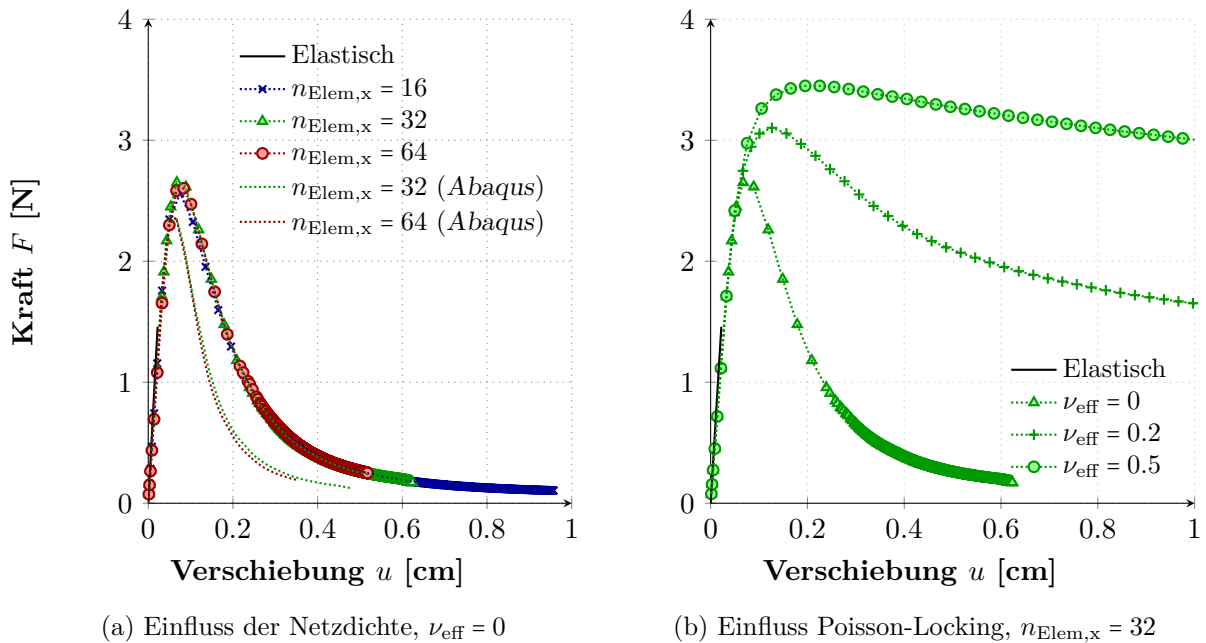 Kraft F [N]
4
3
2
1
0
Elastisch
n_Elem,x = 16
n_Elem,x = 32
n_Elem,x = 64
n_Elem,x = 32 (Abaqus)
n_Elem,x = 64 (Abaqus)
0 0.2 0.4 0.6 0.8 1
Verschiebung u [cm]
(a) Einfluss der Netzdichte, ν_eff = 0
4
3
2
1
0
Elastisch
ν_eff = 0
ν_eff = 0.2
ν_eff = 0.5
0 0.2 0.4 0.6 0.8 1
Verschiebung u [cm]
(b) Einfluss Poisson-Locking, n_Elem,x = 32